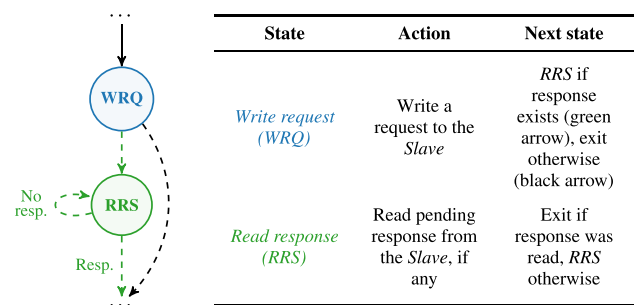 ...
WRQ
No
resp.
RRS
Resp.
...
State Action Next state
Write request
(WRQ)
Write a
request to the
Slave
RRS if
response
exists (green
arrow), exit
otherwise
(black arrow)
Read response
(RRS)
Read pending
response from
the Slave, if
any
Exit if
response was
read, RRS
otherwise